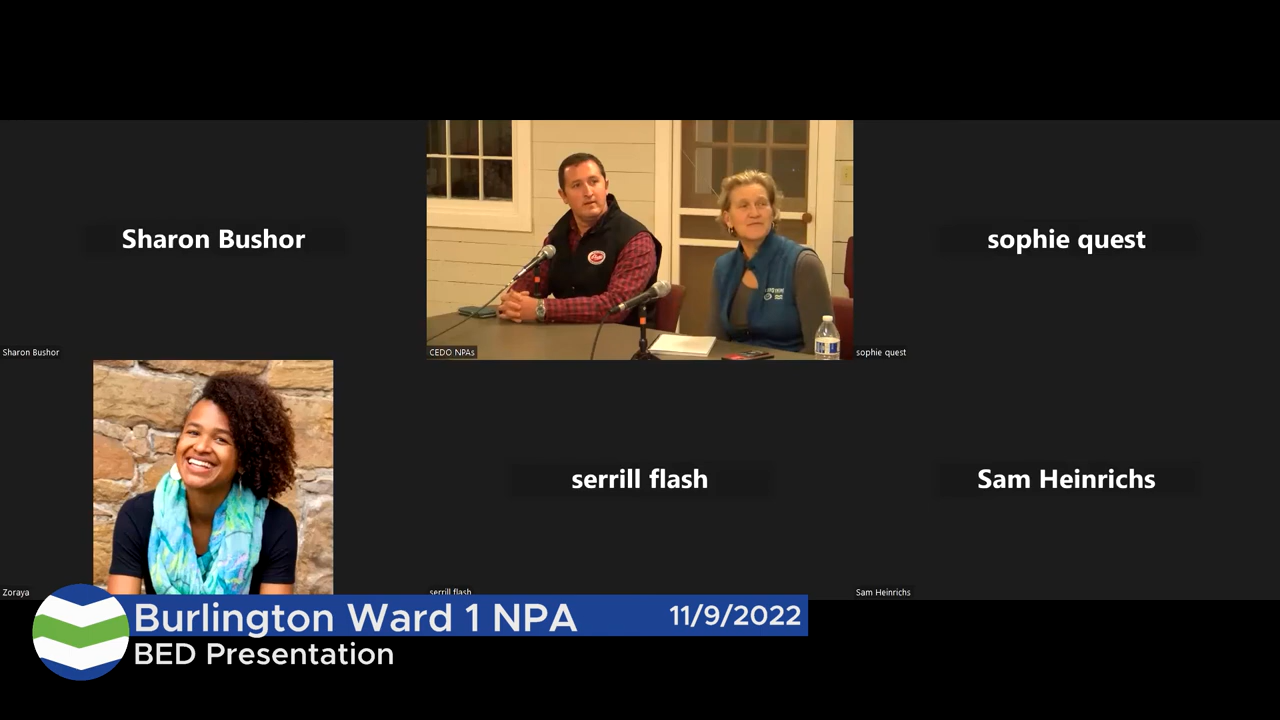 Sharon Bushor
sophie quest
Sharon Bushor
CEDO NPAs
sophie quest
serrill flash
Sam Heinrichs
Zoraya
serrill flash
Sam Heinrichs
Burlington Ward 1 NPA
11/9/2022
BED Presentation